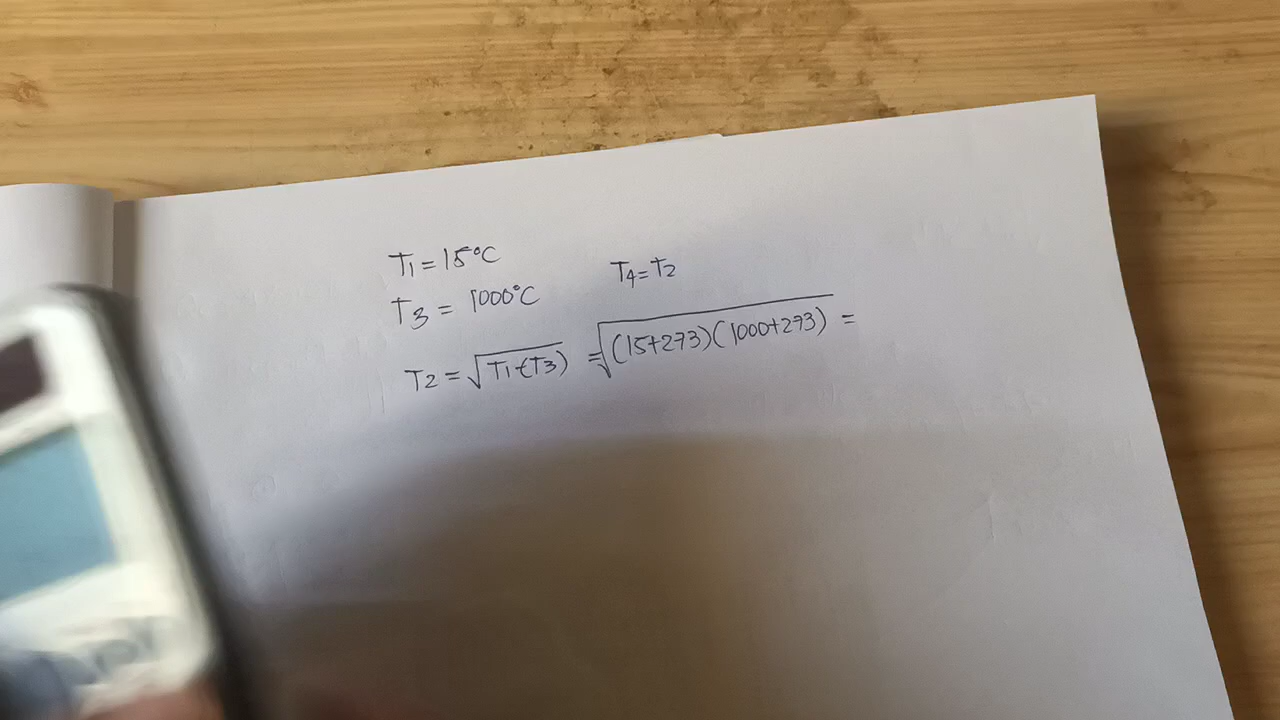 T1 = 15°C
T3 = 1000°C
T4 = T2
T2 = √T1·(T3) = √(15+273)(1000+273) =